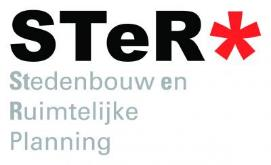 STeR*
Stedenbouw en
Ruimtelijke
Planning